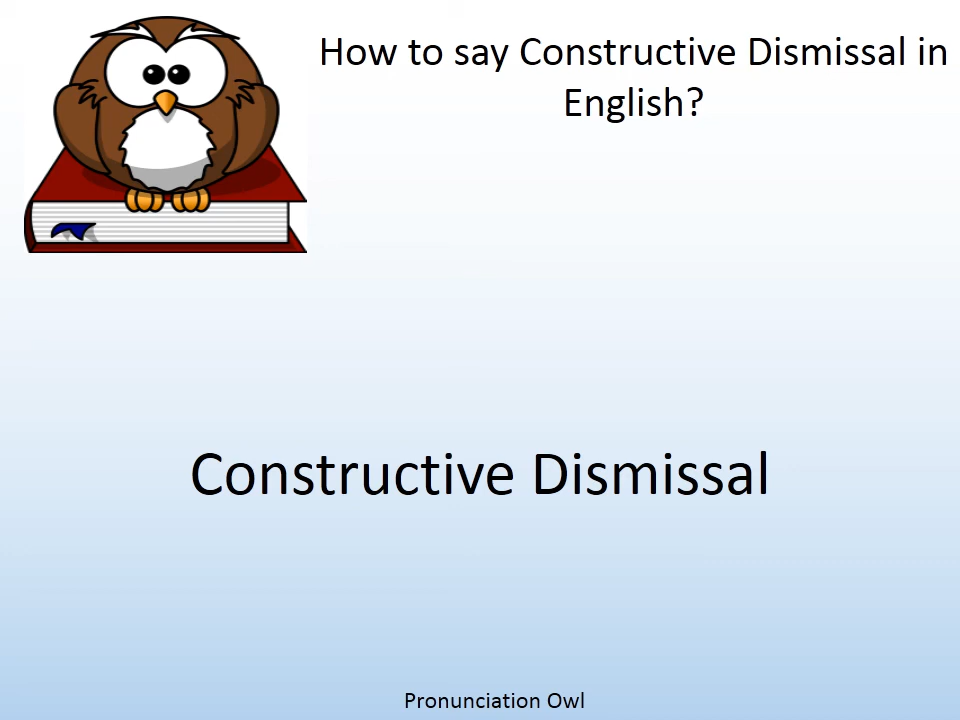 How to say Constructive Dismissal in
English?
Constructive Dismissal
Pronunciation Owl